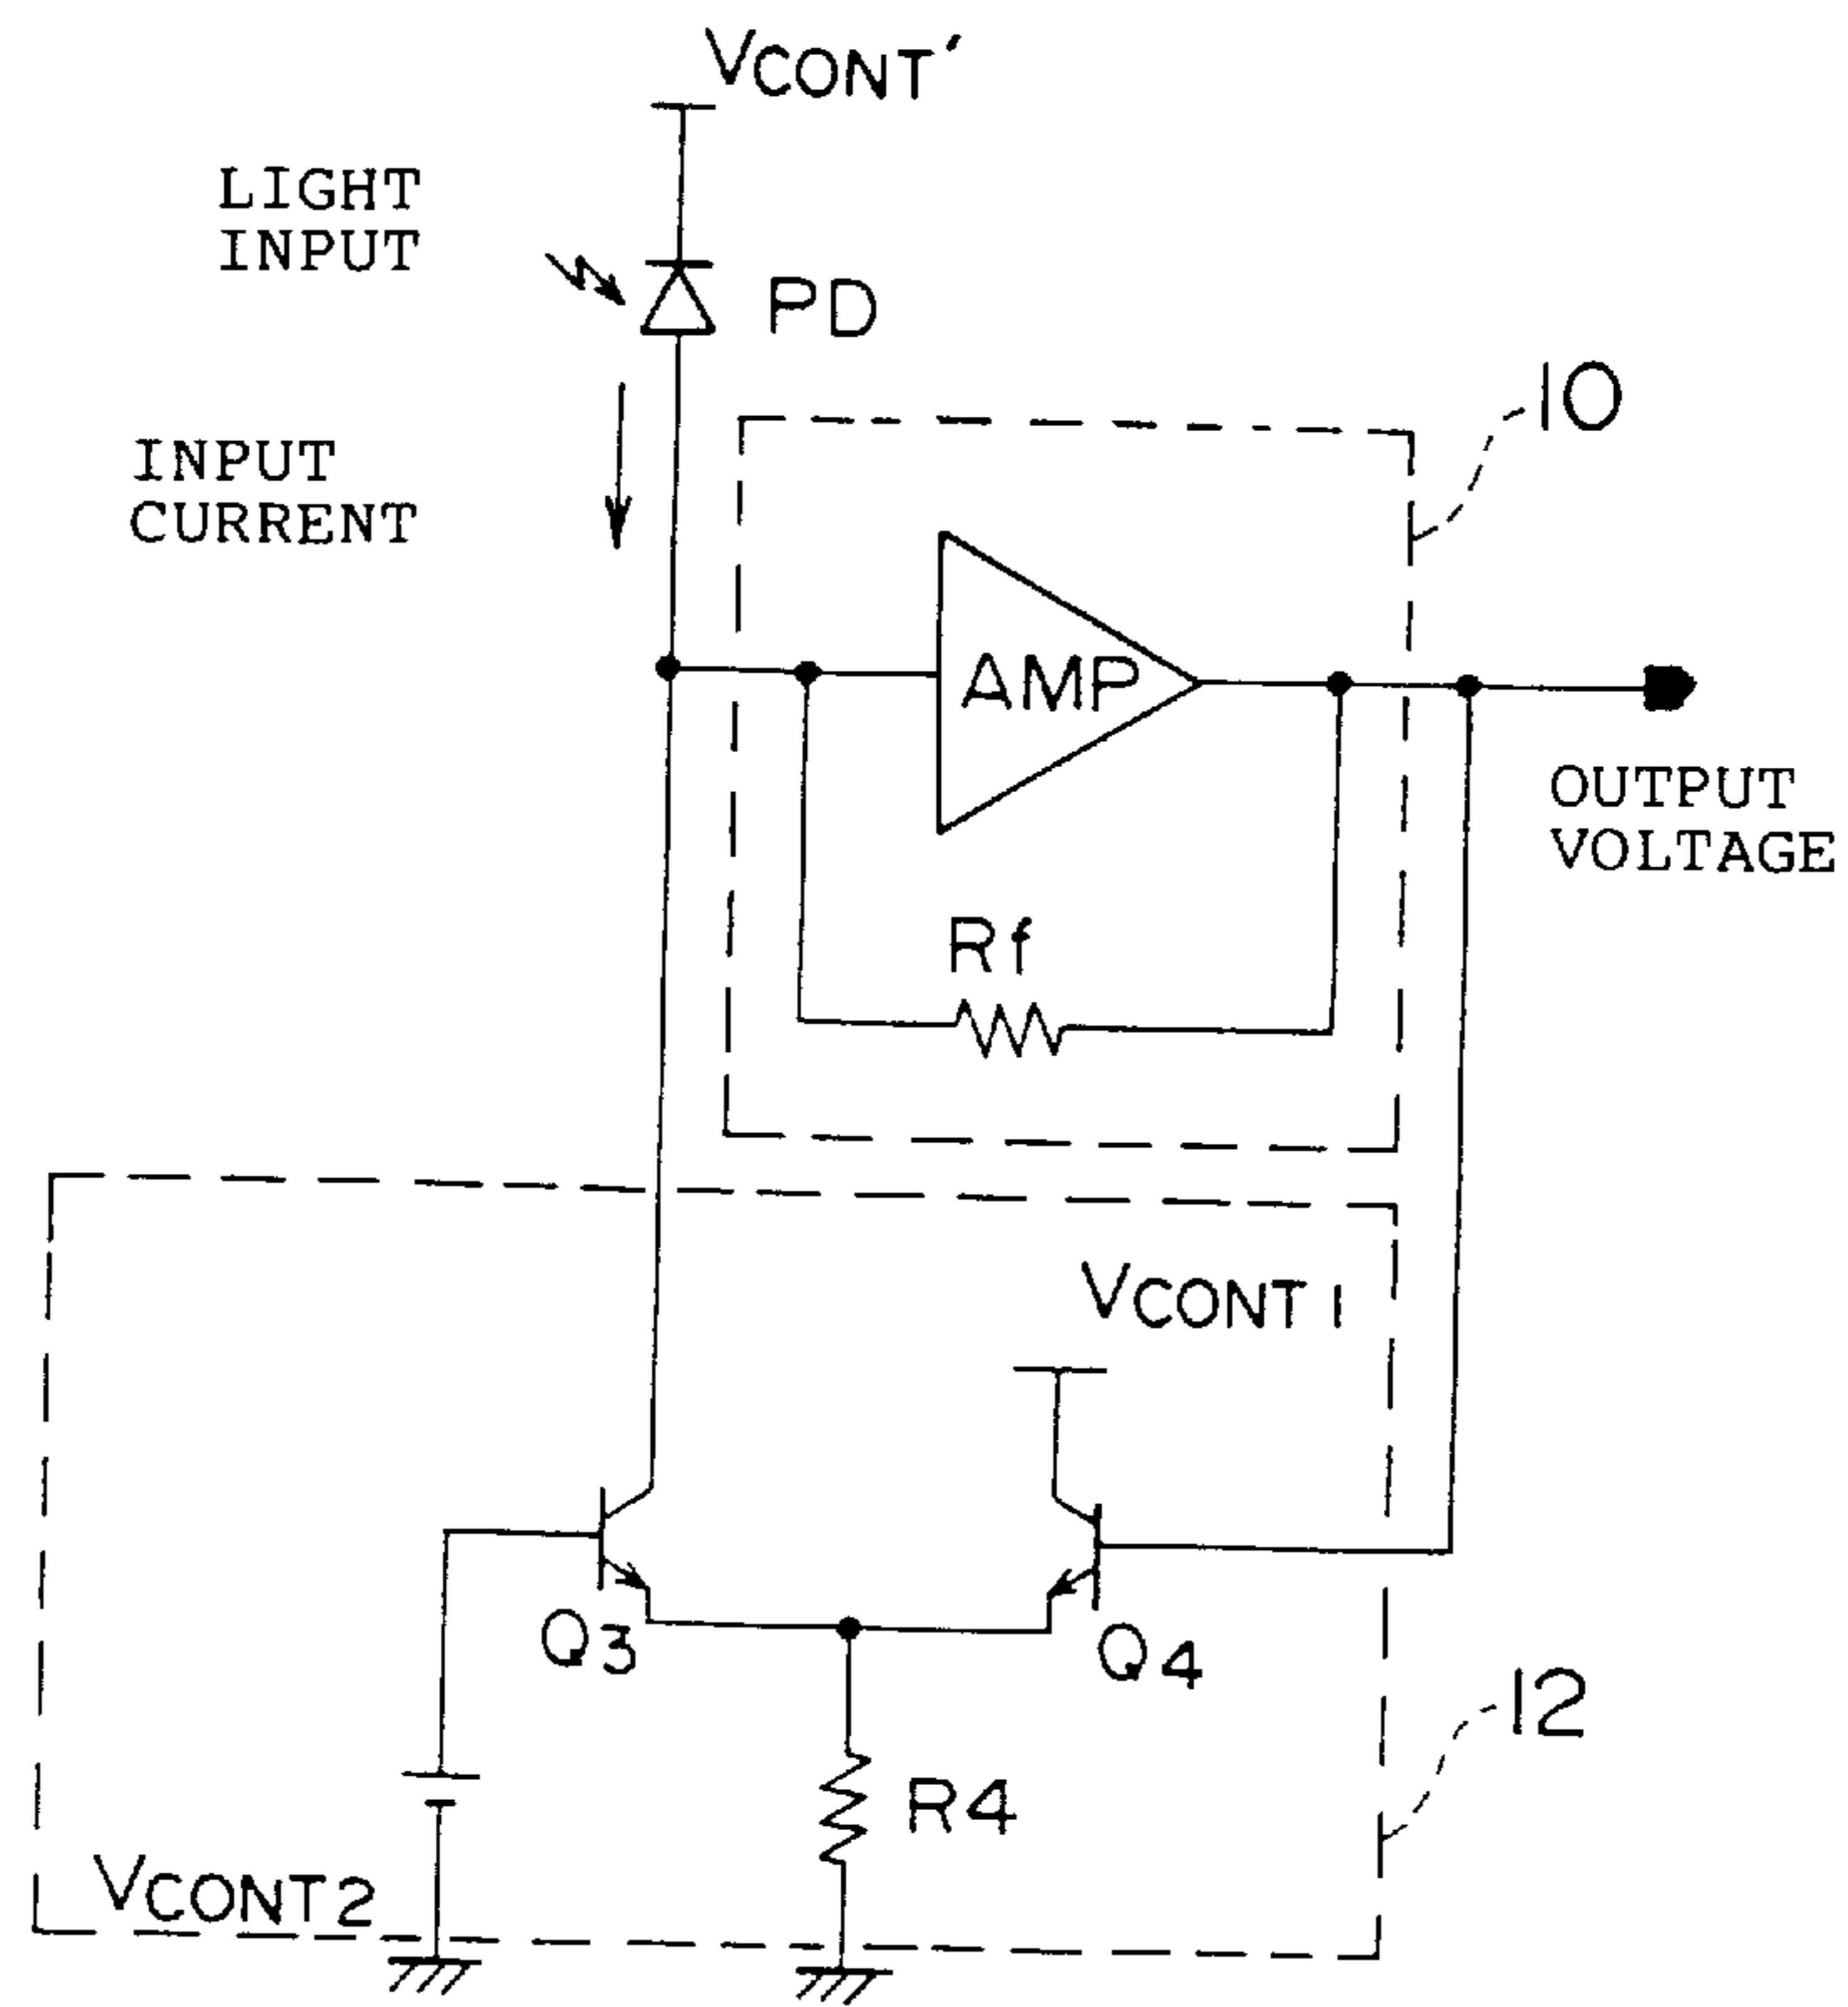 VCONT'
LIGHT
INPUT
PD
10
INPUT
CURRENT
AMP
OUTPUT
VOLTAGE
Rf
VCONT1
Q3
Q4
12
R4
VCONT2